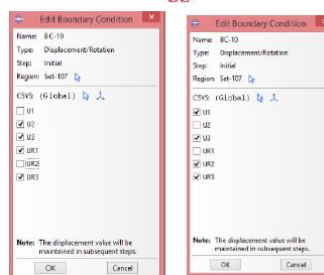 Edit Boundary Condition
Name: BC-10
Type: Displacement/Rotation
Step: Initial
Region: Set-107
CSYS: (Global)
U1
U2
U3
UR1
UR2
UR3
Note: The displacement value will be
maintained in subsequent steps.
OK Cancel
Edit Boundary Condition
Name: BC-10
Type: Displacement/Rotation
Step: Initial
Region: Set-107
CSYS: (Global)
U1
U2
U3
UR1
UR2
UR3
Note: The displacement value will be
maintained in subsequent steps.
OK Cancel